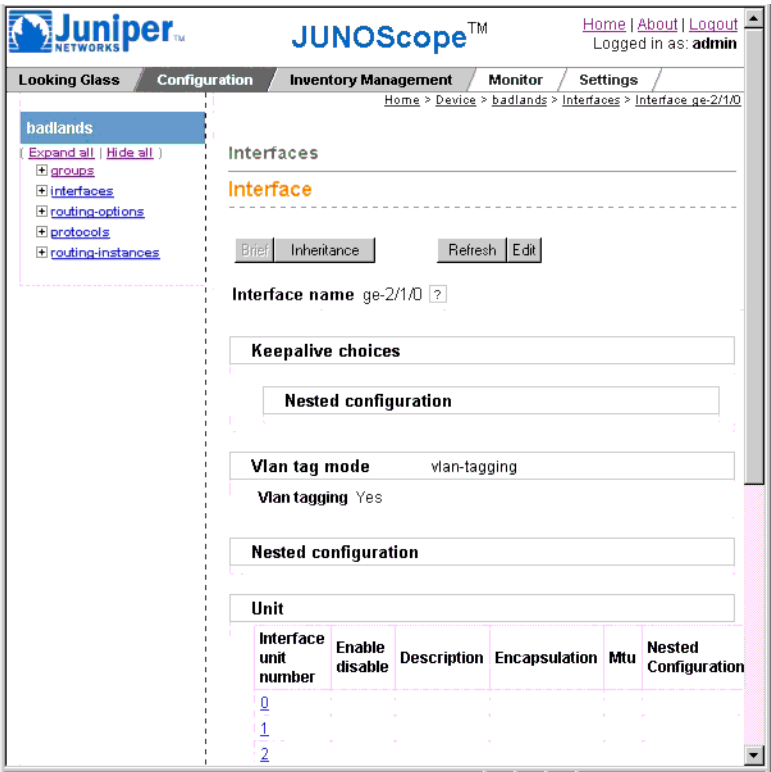 Juniper TM
NETWORKS
JUNOScope TM
Home | About | Logout
Logged in as: admin
Looking Glass Configuration Inventory Management Monitor Settings
Home > Device > badlands > Interfaces > Interface ge-2/1/0
badlands
( Expand all | Hide all )
groups
interfaces
routing-options
protocols
routing-instances
Interfaces
Interface
Brief Inheritance Refresh Edit
Interface name ge-2/1/0 ?
Keepalive choices
Nested configuration
Vlan tag mode vlan-tagging
Vlan tagging Yes
Nested configuration
Unit
Interface unit number Enable disable Description Encapsulation Mtu Nested Configuration
0
1
2